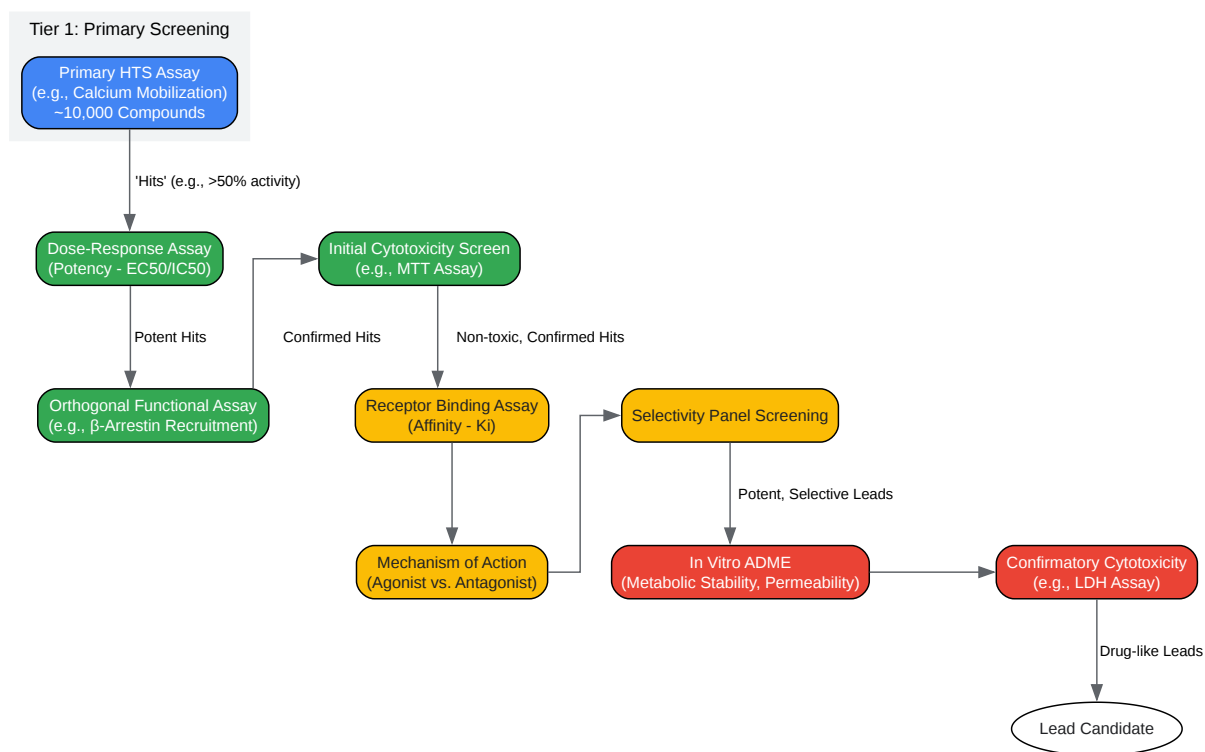 Tier 1: Primary Screening
Primary HTS Assay
(e.g., Calcium Mobilization)
~10,000 Compounds
'Hits' (e.g., >50% activity)
Dose-Response Assay
(Potency - EC50/IC50)
Initial Cytotoxicity Screen
(e.g., MTT Assay)
Potent Hits
Confirmed Hits
Non-toxic, Confirmed Hits
Orthogonal Functional Assay
(e.g., β-Arrestin Recruitment)
Receptor Binding Assay
(Affinity - Ki)
Selectivity Panel Screening
Potent, Selective Leads
Mechanism of Action
(Agonist vs. Antagonist)
In Vitro ADME
(Metabolic Stability, Permeability)
Confirmatory Cytotoxicity
(e.g., LDH Assay)
Drug-like Leads
Lead Candidate